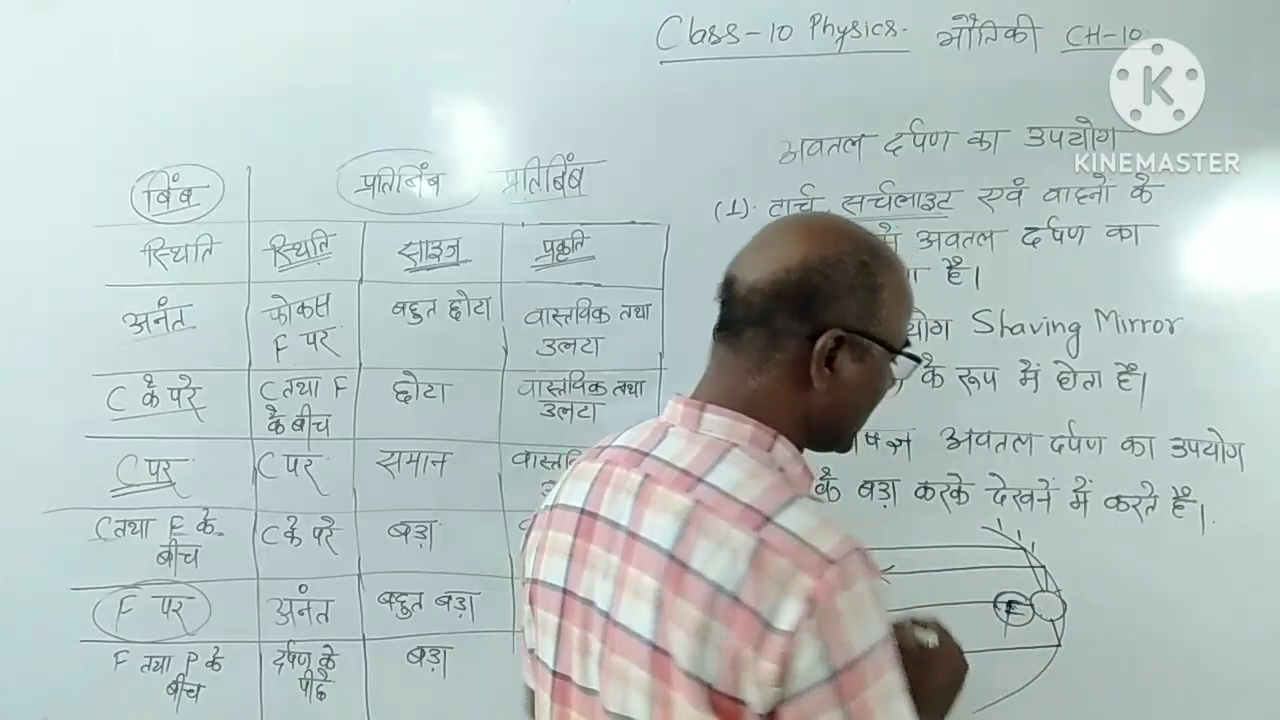 Class-10 Physics. भौतिकी CH-10
K
KINEMASTER
अवतल दर्पण का उपयोग
(1). टार्च, सर्चलाइट एवं वाहनो के
में अवतल दर्पण का
है।
Shaving Mirror
के रूप में होता है।
अवतल दर्पण का उपयोग
के बड़ा करके देखनें में करते है।
F
बिंब प्रतिबिंब प्रतिबिंब
स्थिति स्थिति साइज प्रकृति
अनंत फोकस बहुत छोटा वास्तविक तथा
F पर उलटा
C के परे C तथा F छोटा वास्तविक तथा
के बीच उलटा
C पर C पर समान
C तथा F के C के परे बड़ा
बीच
F पर अनंत बहुत बड़ा
F तथा P के दर्पण के बड़ा
बीच पीछे